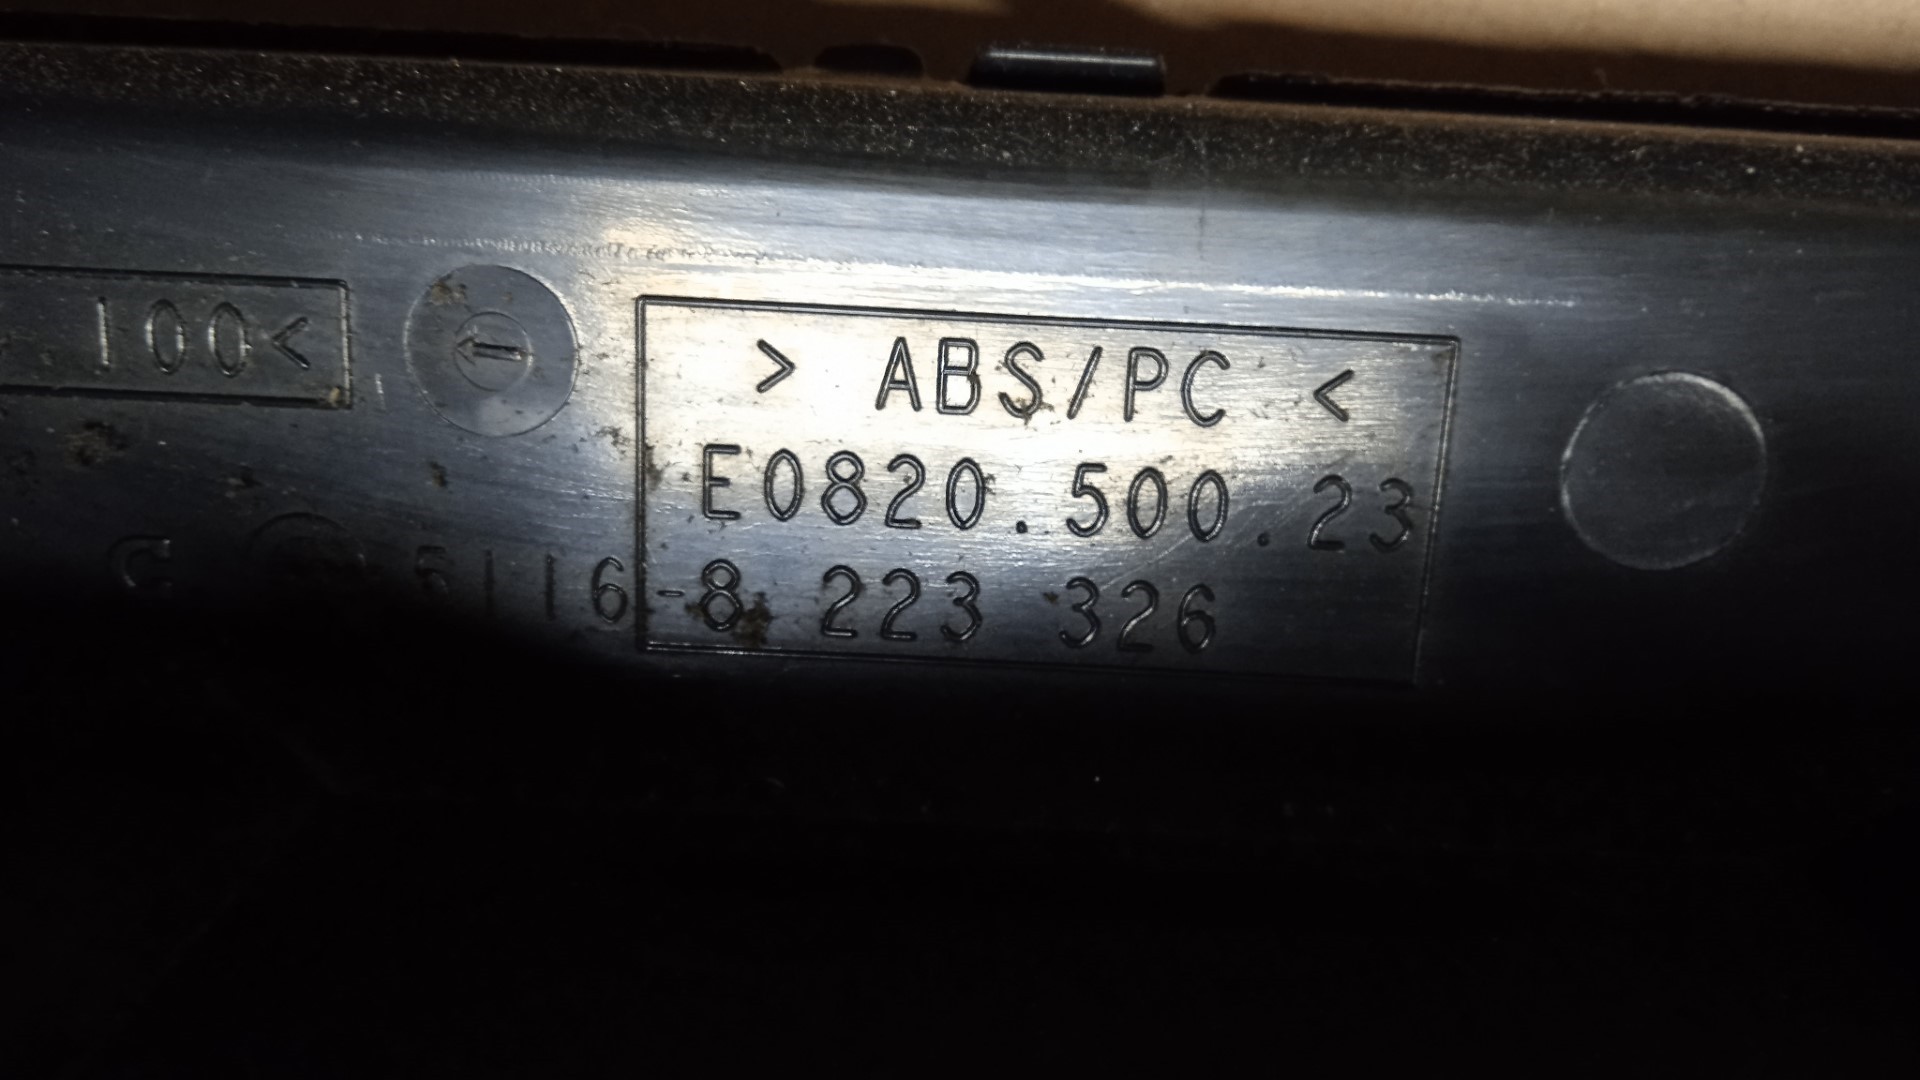 100<
> ABS/PC <
E0820.500.23
5116-8 223 326